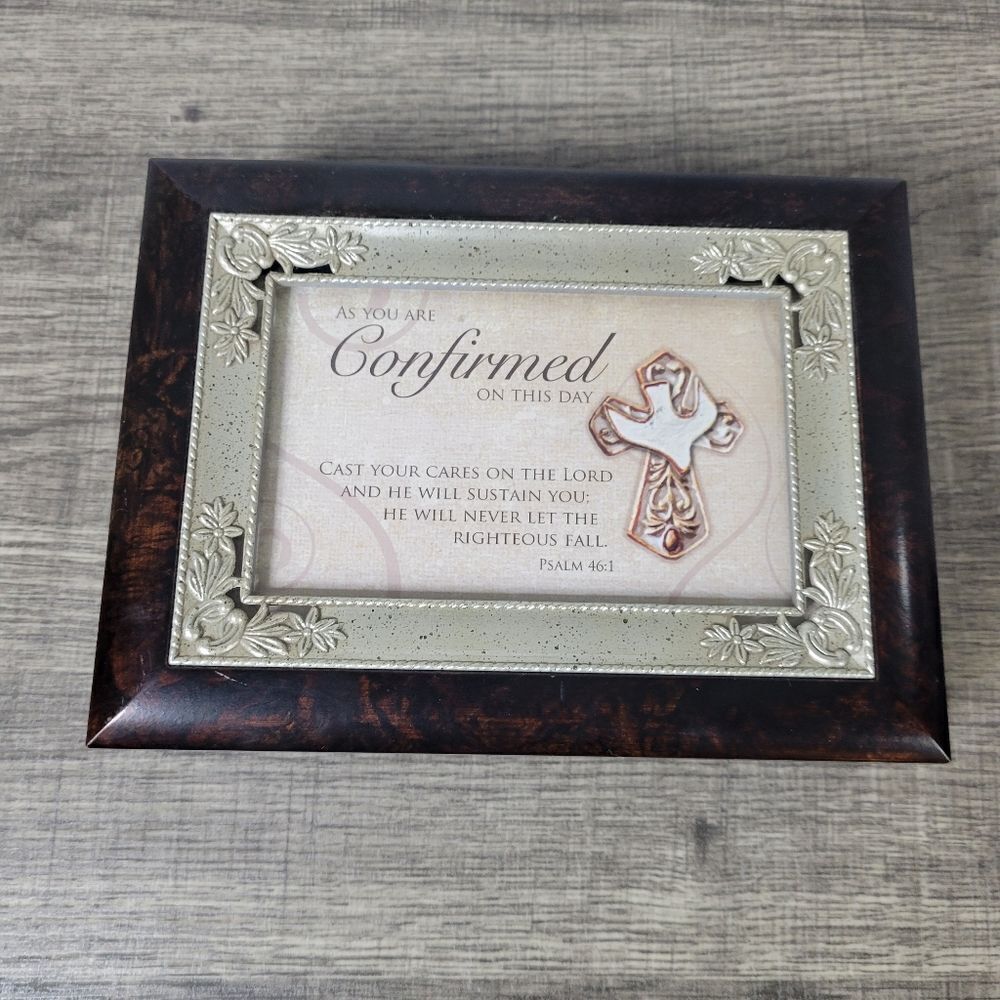 AS YOU ARE
Confirmed
ON THIS DAY
CAST YOUR CARES ON THE LORD
AND HE WILL SUSTAIN YOU;
HE WILL NEVER LET THE
RIGHTEOUS FALL.
PSALM 46:1